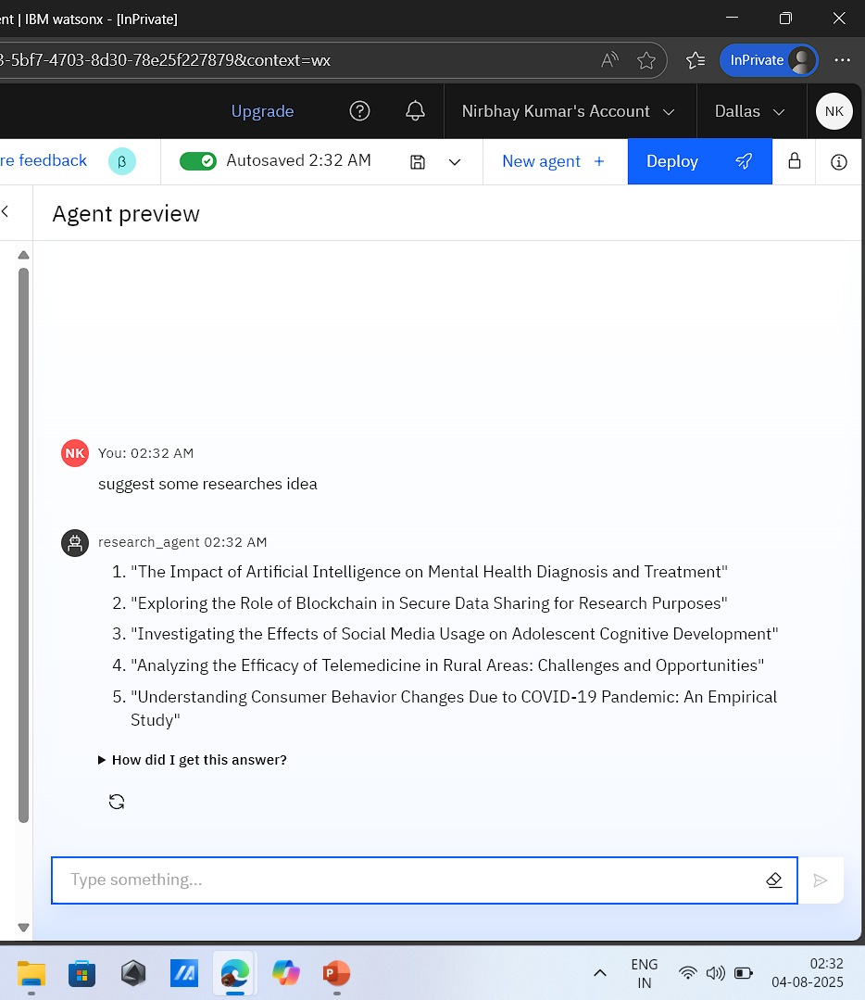 nt | IBM watsonx - [InPrivate]
3-5bf7-4703-8d30-78e25f227879&context=wx
InPrivate
Upgrade
Nirbhay Kumar's Account
Dallas
NK
re feedback
β
Autosaved 2:32 AM
New agent +
Deploy
Agent preview
NK
You: 02:32 AM
suggest some researches idea
research_agent 02:32 AM
1. "The Impact of Artificial Intelligence on Mental Health Diagnosis and Treatment"
2. "Exploring the Role of Blockchain in Secure Data Sharing for Research Purposes"
3. "Investigating the Effects of Social Media Usage on Adolescent Cognitive Development"
4. "Analyzing the Efficacy of Telemedicine in Rural Areas: Challenges and Opportunities"
5. "Understanding Consumer Behavior Changes Due to COVID-19 Pandemic: An Empirical
Study"
How did I get this answer?
Type something...
ENG
IN
02:32
04-08-2025